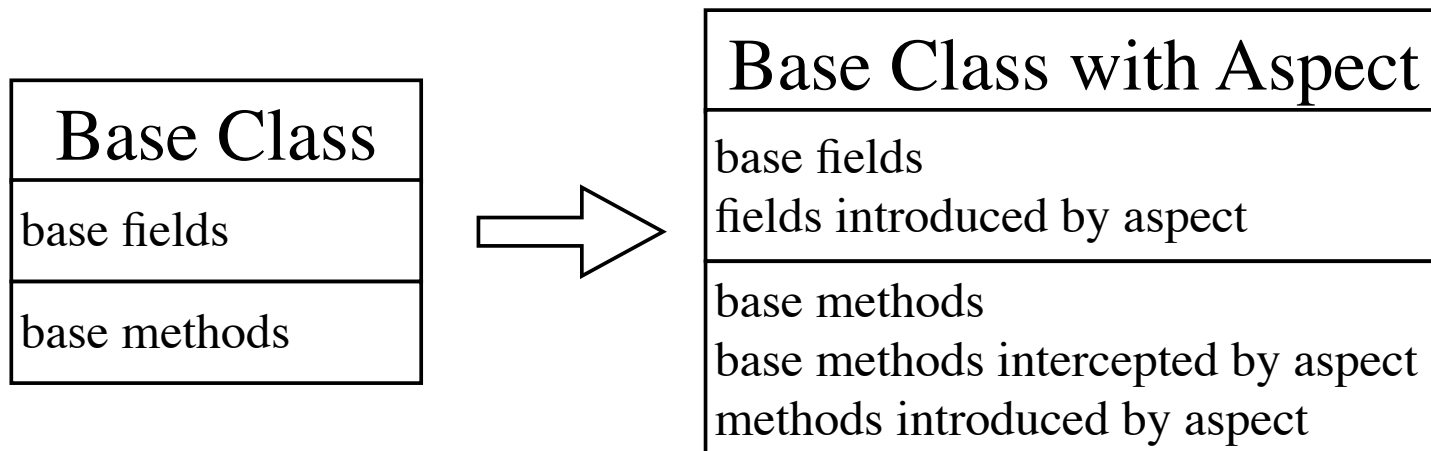 Base Class
base fields
base methods
Base Class with Aspect
base fields
fields introduced by aspect
base methods
base methods intercepted by aspect
methods introduced by aspect